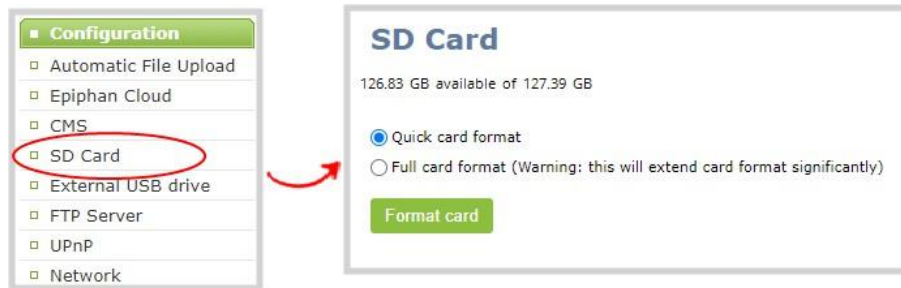 Configuration
Automatic File Upload
Epiphan Cloud
CMS
SD Card
External USB drive
FTP Server
UPnP
Network
SD Card
126.83 GB available of 127.39 GB
Quick card format
Full card format (Warning: this will extend card format significantly)
Format card